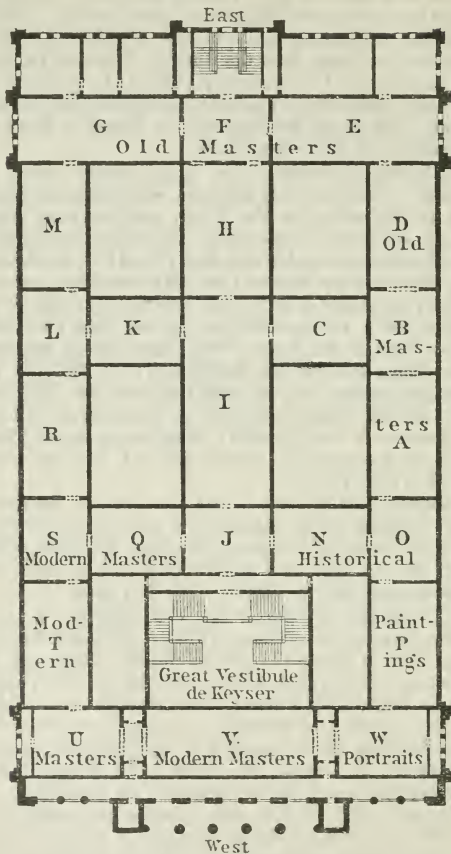 East
G F E
Old Masters
M H D
Old
L K C B
Mas-
I
R ters
A
S Q J N O
Modern Masters Historical
Mod- Paint-
T P
ern ings
Great Vestibule
de Keyser
U V. W
Masters Modern Masters Portraits
West